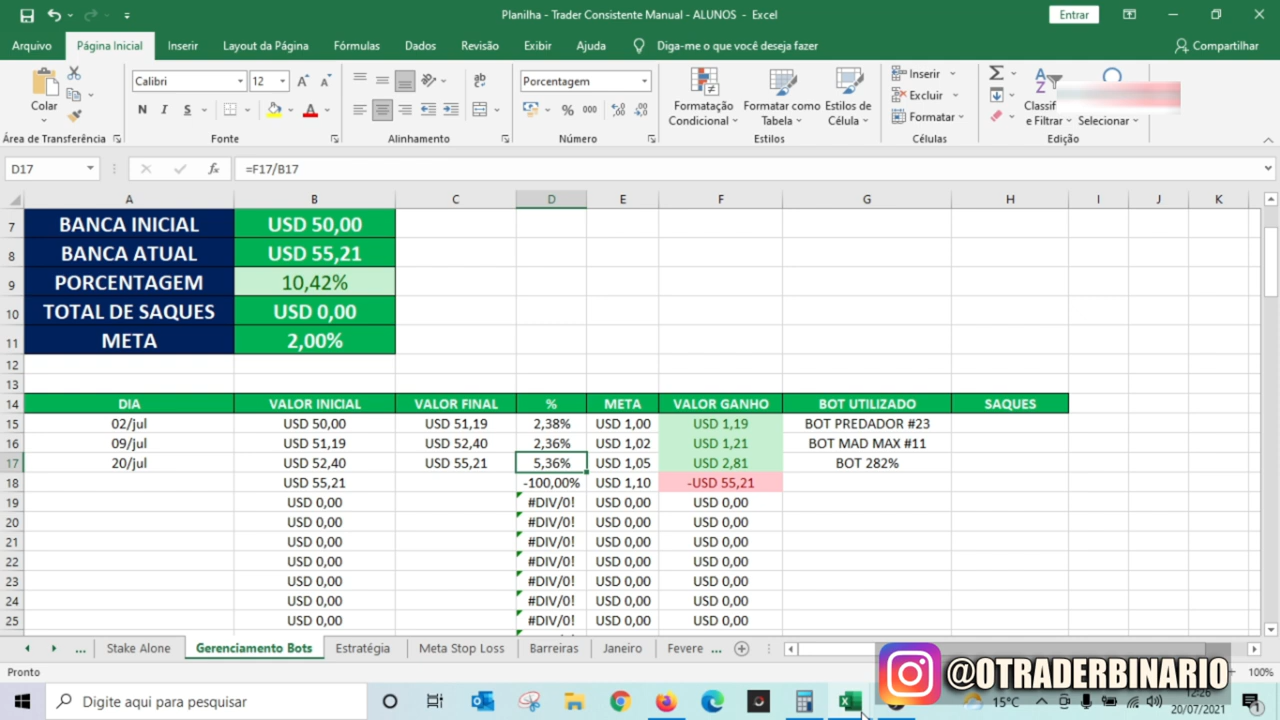 Planilha - Trader Consistente Manual - ALUNOS - Excel
Entrar
Arquivo Página Inicial Inserir Layout da Página Fórmulas Dados Revisão Exibir Ajuda Diga-me o que você deseja fazer Compartilhar
Colar
Área de Transferência
Calibri 12
N I S
Fonte
Alinhamento
Porcentagem
% 000
Número
Formatação Condicional
Formatar como Tabela
Estilos de Célula
Estilos
Inserir
Excluir
Formatar
Células
Classif
e Filtrar Selecionar
Edição
D17 fx =F17/B17
A B C D E F G H I J K
7 BANCA INICIAL USD 50,00
8 BANCA ATUAL USD 55,21
9 PORCENTAGEM 10,42%
10 TOTAL DE SAQUES USD 0,00
11 META 2,00%
12
13
14 DIA VALOR INICIAL VALOR FINAL % META VALOR GANHO BOT UTILIZADO SAQUES
15 02/jul USD 50,00 USD 51,19 2,38% USD 1,00 USD 1,19 BOT PREDADOR #23
16 09/jul USD 51,19 USD 52,40 2,36% USD 1,02 USD 1,21 BOT MAD MAX #11
17 20/jul USD 52,40 USD 55,21 5,36% USD 1,05 USD 2,81 BOT 282%
18 USD 55,21 -100,00% USD 1,10 -USD 55,21
19 USD 0,00 #DIV/0! USD 0,00 USD 0,00
20 USD 0,00 #DIV/0! USD 0,00 USD 0,00
21 USD 0,00 #DIV/0! USD 0,00 USD 0,00
22 USD 0,00 #DIV/0! USD 0,00 USD 0,00
23 USD 0,00 #DIV/0! USD 0,00 USD 0,00
24 USD 0,00 #DIV/0! USD 0,00 USD 0,00
25 USD 0,00 #DIV/0! USD 0,00 USD 0,00
... Stake Alone Gerenciamento Bots Estratégia Meta Stop Loss Barreiras Janeiro Fevere ...
Pronto 100%
@OTRADERBINARIO
Digite aqui para pesquisar
15°C
12:26
20/07/2021
1